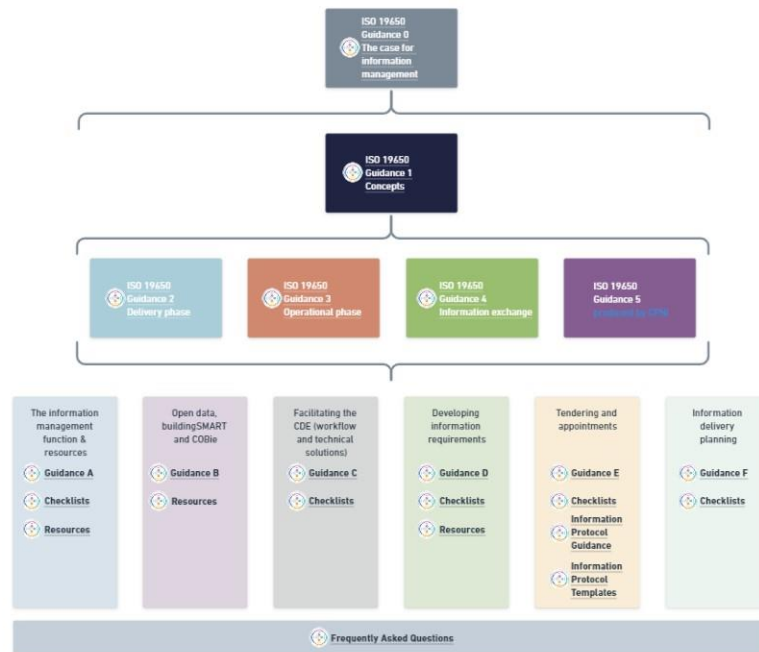 ISO 19650
Guidance 0
The case for
information
management
ISO 19650
Guidance 1
Concepts
ISO 19650
Guidance 2
Delivery phase
ISO 19650
Guidance 3
Operational phase
ISO 19650
Guidance 4
Information exchange
ISO 19650
Guidance 5
produced by CPNI
The information
management
function &
resources
Guidance A
Checklists
Resources
Open data,
buildingSMART
and COBie
Guidance B
Resources
Facilitating the
CDE (workflow
and technical
solutions)
Guidance C
Checklists
Developing
information
requirements
Guidance D
Checklists
Resources
Tendering and
appointments
Guidance E
Checklists
Information
Protocol
Guidance
Information
Protocol
Templates
Information
delivery
planning
Guidance F
Checklists
Frequently Asked Questions